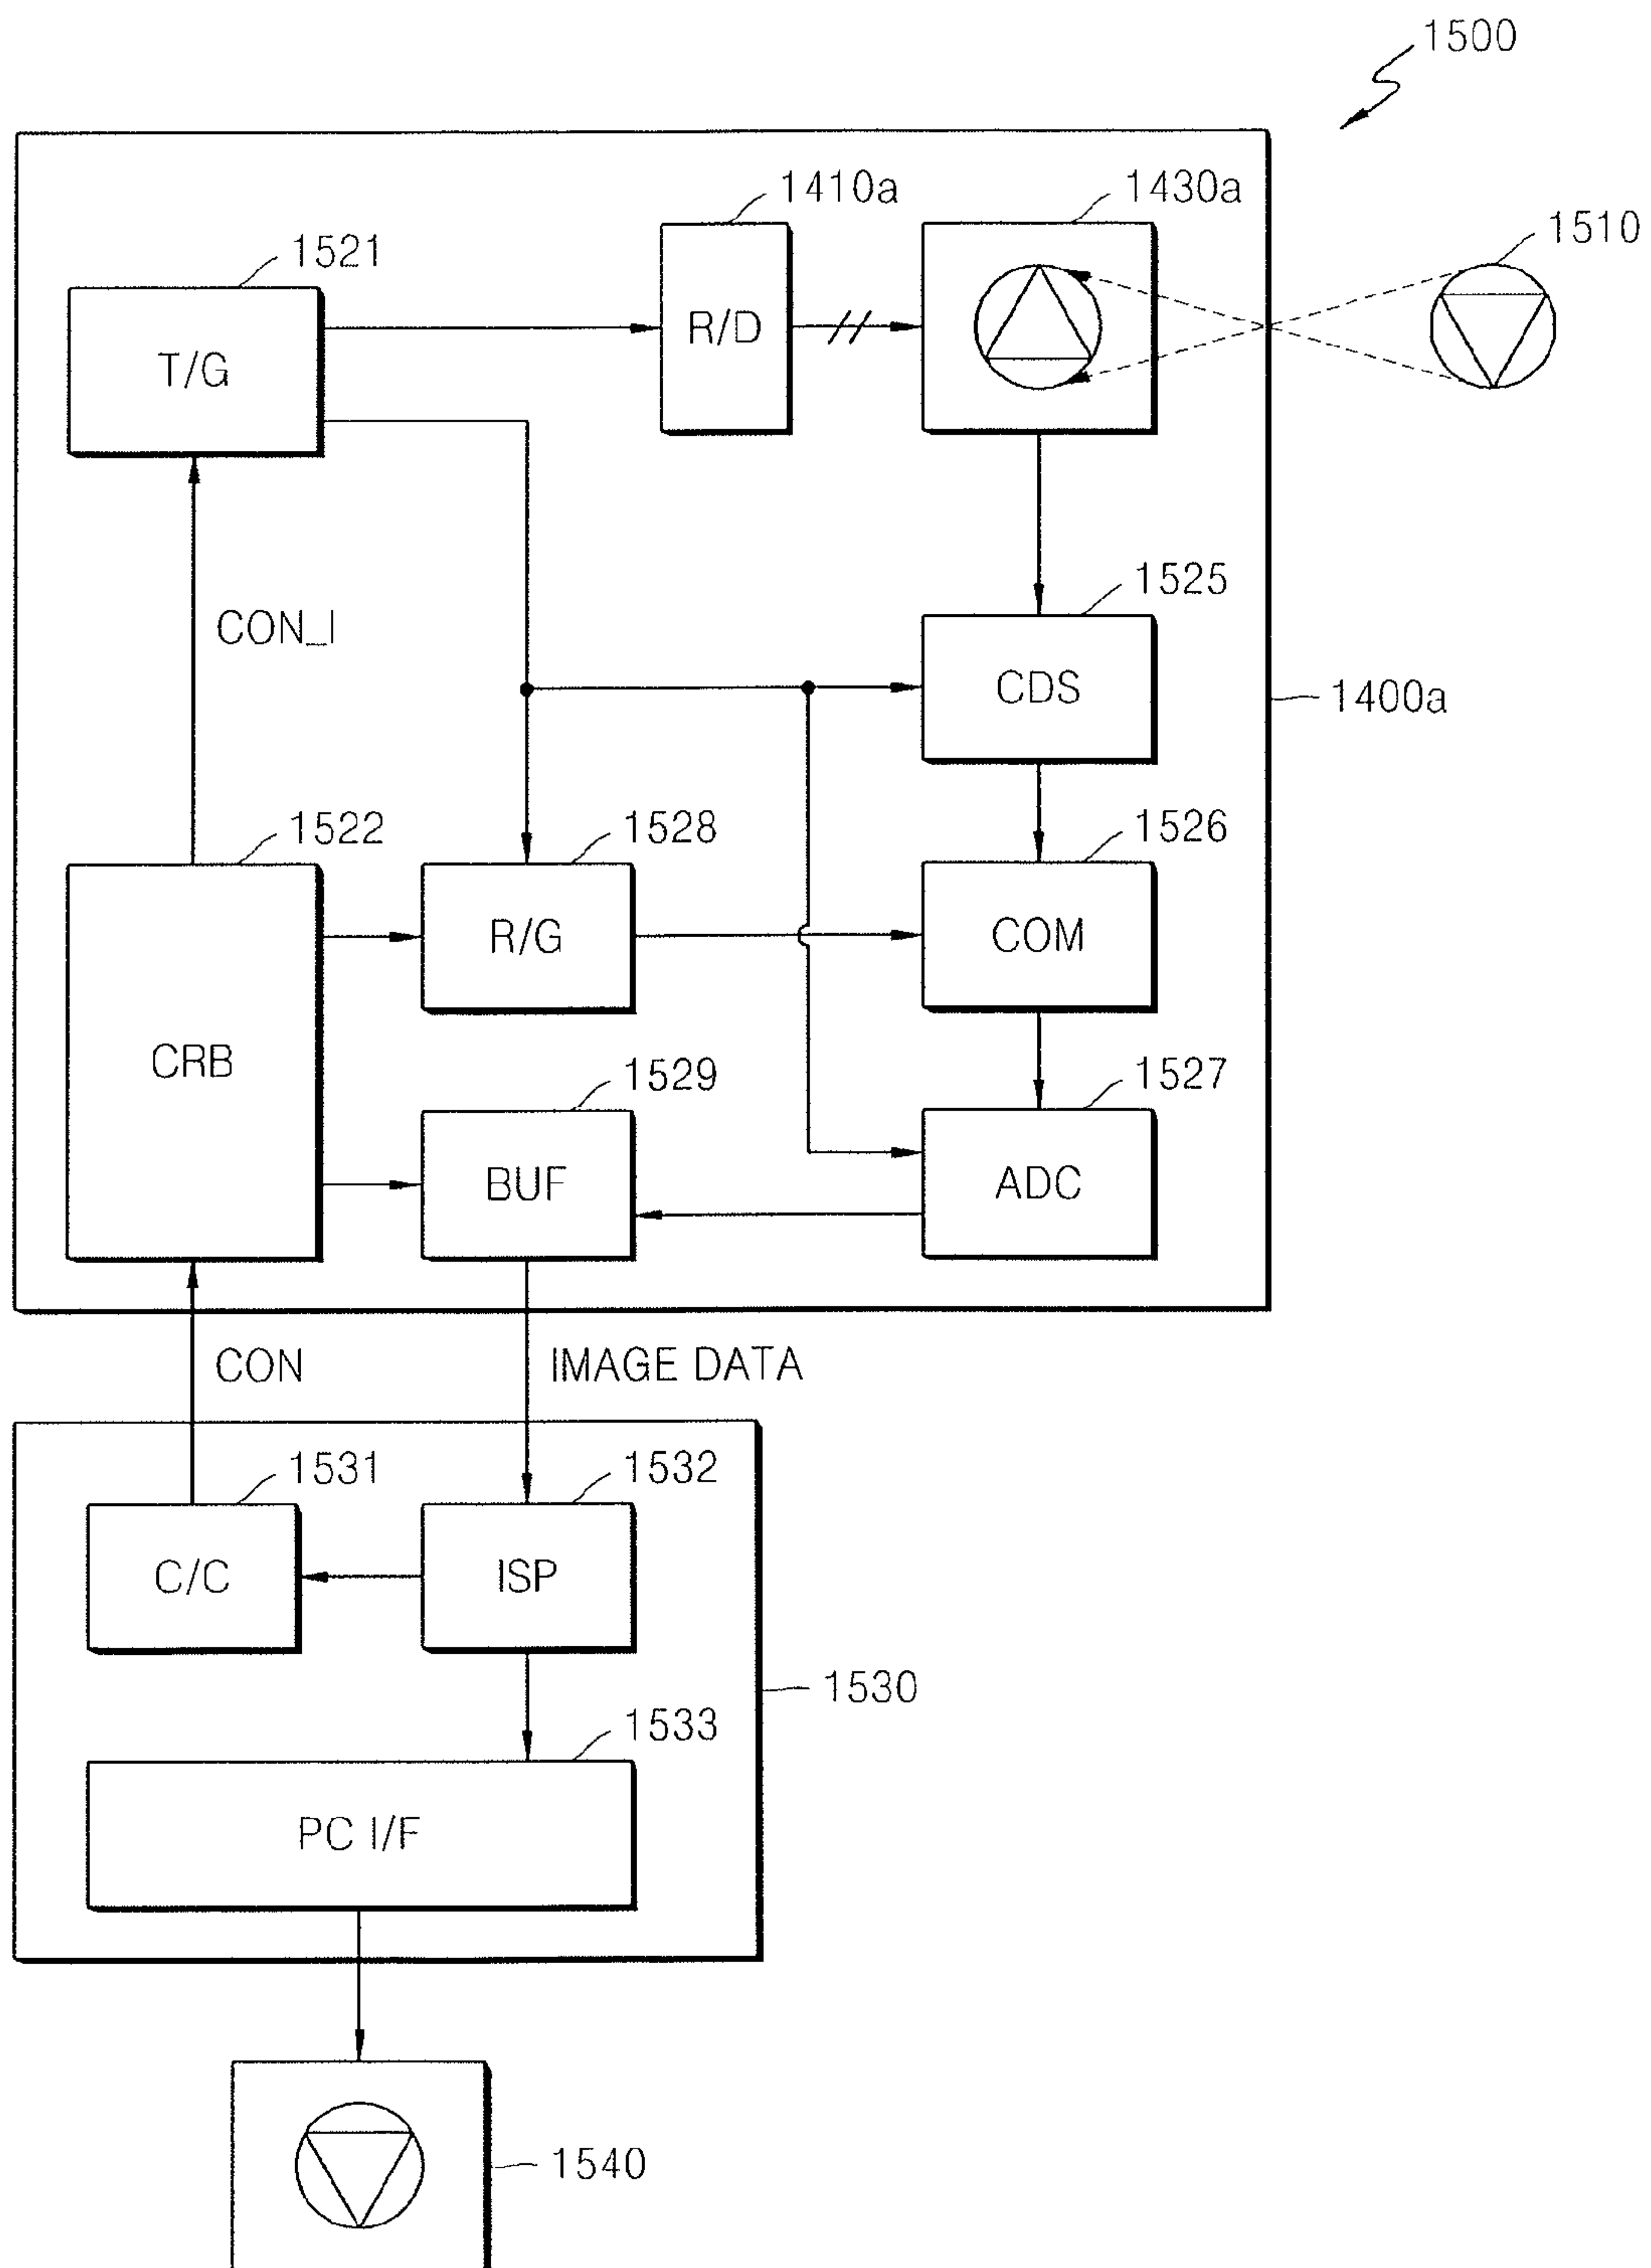 1500
1410a
1430a
1510
1521
R/D
T/G
1525
CON_I
CDS
1400a
1522
1528
1526
R/G
COM
CRB
1529
1527
BUF
ADC
CON
IMAGE DATA
1531
1532
C/C
ISP
1530
1533
PC I/F
1540